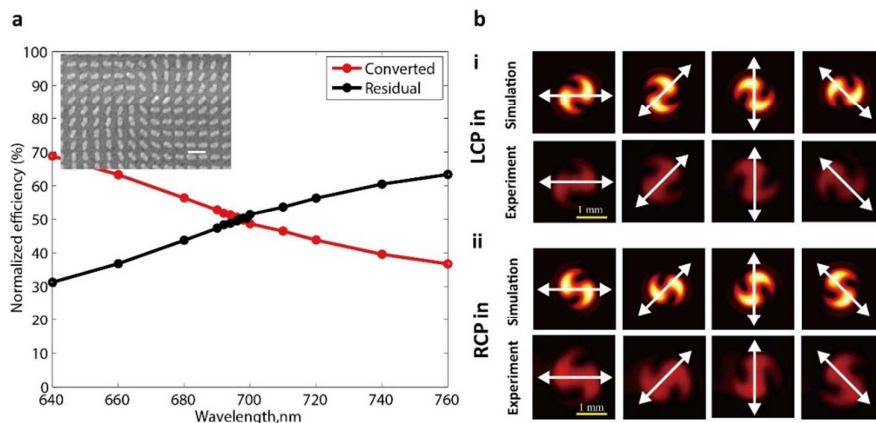 a
100
90
80
70
60
50
40
30
20
10
0
640
660
680
700
720
740
760
Normalized efficiency (%)
Wavelength,nm
Converted
Residual
b
i
LCP in
Simulation
Experiment
1 mm
ii
RCP in
Simulation
Experiment
1 mm